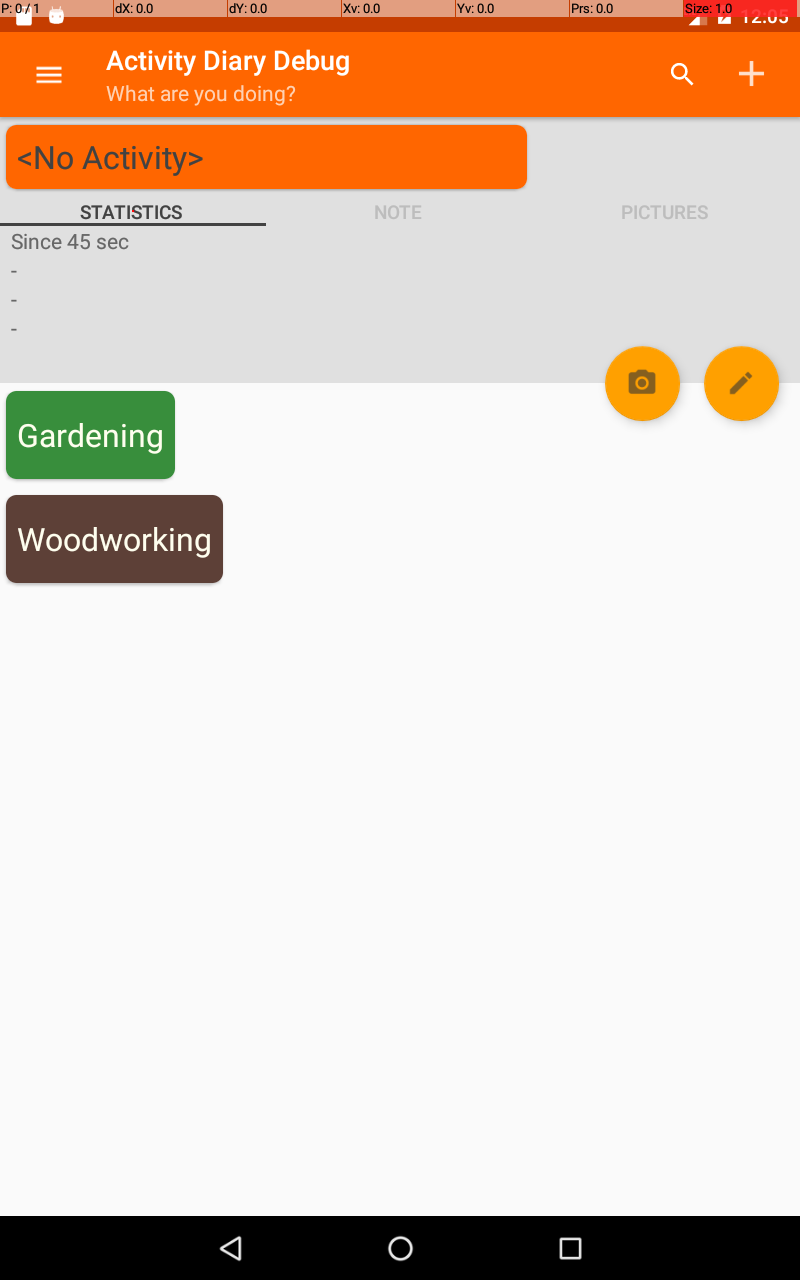 P: 0 / 1 dX: 0.0 dY: 0.0 Xv: 0.0 Yv: 0.0 Prs: 0.0 Size: 1.0
12:05
Activity Diary Debug
What are you doing?
<No Activity>
STATISTICS NOTE PICTURES
Since 45 sec
-
-
-
Gardening
Woodworking